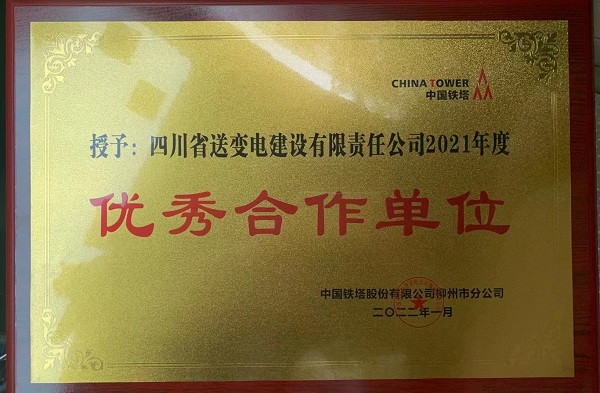 CHINA TOWER
中国铁塔
授予：四川省送变电建设有限责任公司2021年度
优秀合作单位
中国铁塔股份有限公司柳州市分公司
二〇二二年一月